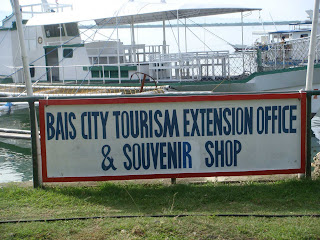 BAIS CITY TOURISM EXTENSION OFFICE
& SOUVENIR SHOP